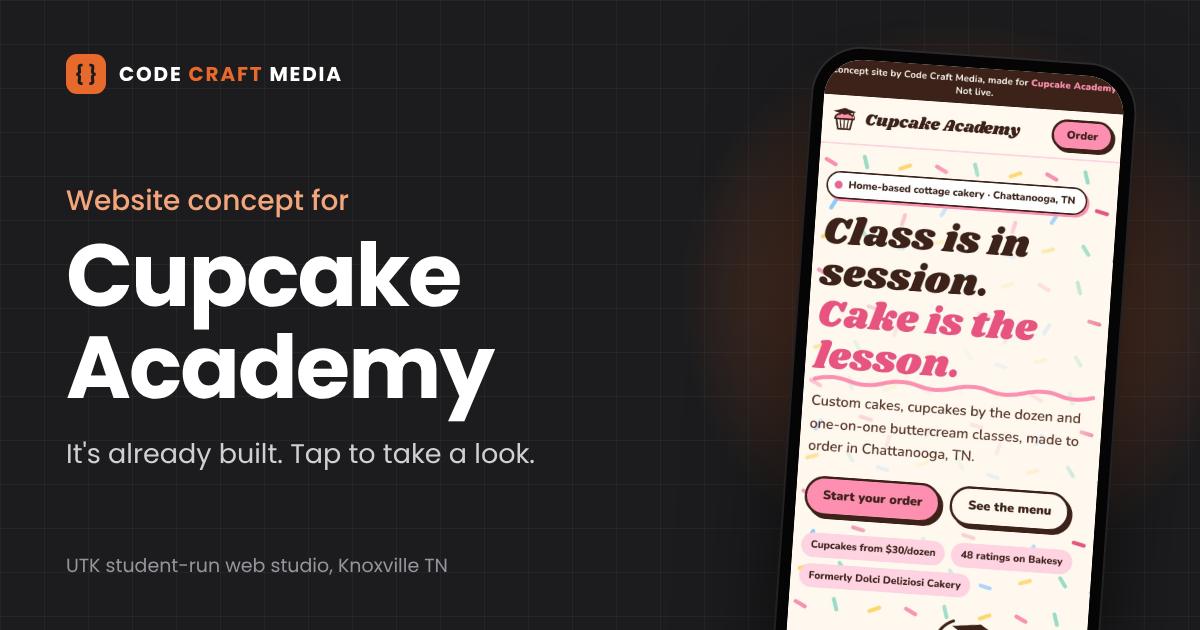 { } CODE CRAFT MEDIA
Website concept for
Cupcake
Academy
It's already built. Tap to take a look.
UTK student-run web studio, Knoxville TN
concept site by Code Craft Media, made for Cupcake Academy
Not live.
Cupcake Academy
Order
Home-based cottage cakery · Chattanooga, TN
Class is in
session.
Cake is the
lesson.
Custom cakes, cupcakes by the dozen and
one-on-one buttercream classes, made to
order in Chattanooga, TN.
Start your order
See the menu
Cupcakes from $30/dozen
48 ratings on Bakesy
Formerly Dolci Deliziosi Cakery